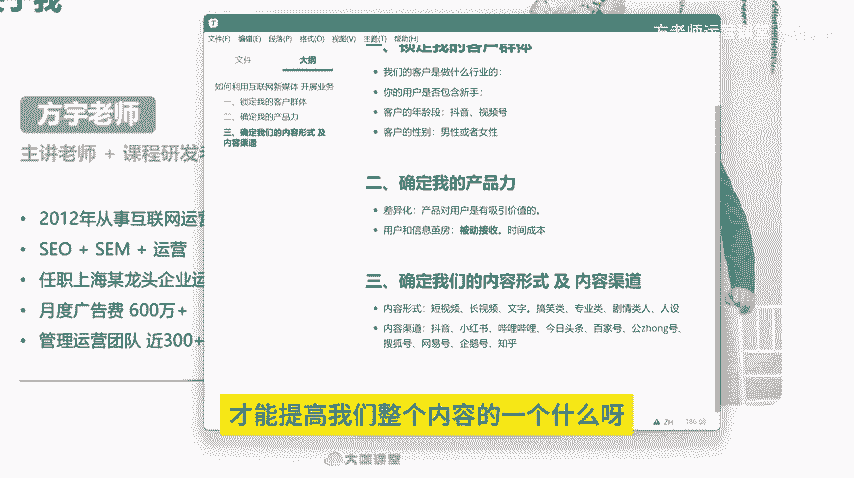 方老师运营课堂
方宇老师
主讲老师 + 课程研发
2012年从事互联网运营
SEO + SEM + 运营
任职上海某龙头企业运
月度广告费 600万+
管理运营团队 近300+
文件(F) 编辑(E) 段落(P) 格式(O) 视图(V) 主题(T) 帮助(H)
文件 大纲
如何利用互联网新媒体 开展业务
一、锁定我的客户群体
二、确定我的产品力
三、确定我们的内容形式 及
内容渠道
一、锁定我的客户群体
我们的客户是做什么行业的：
你的用户是否包含新手：
客户的年龄段：抖音、视频号
客户的性别：男性或者女性
二、确定我的产品力
差异化：产品对用户是有吸引价值的。
用户和信息茧房：被动接收。时间成本
三、确定我们的内容形式 及 内容渠道
内容形式：短视频、长视频、文字。搞笑类、专业类、剧情类人、人设
内容渠道：抖音、小红书、哔哩哔哩、今日头条、百家号、公zhong号、
搜狐号、网易号、企鹅号、知乎
才能提高我们整个内容的一个什么呀
ZH 186 词